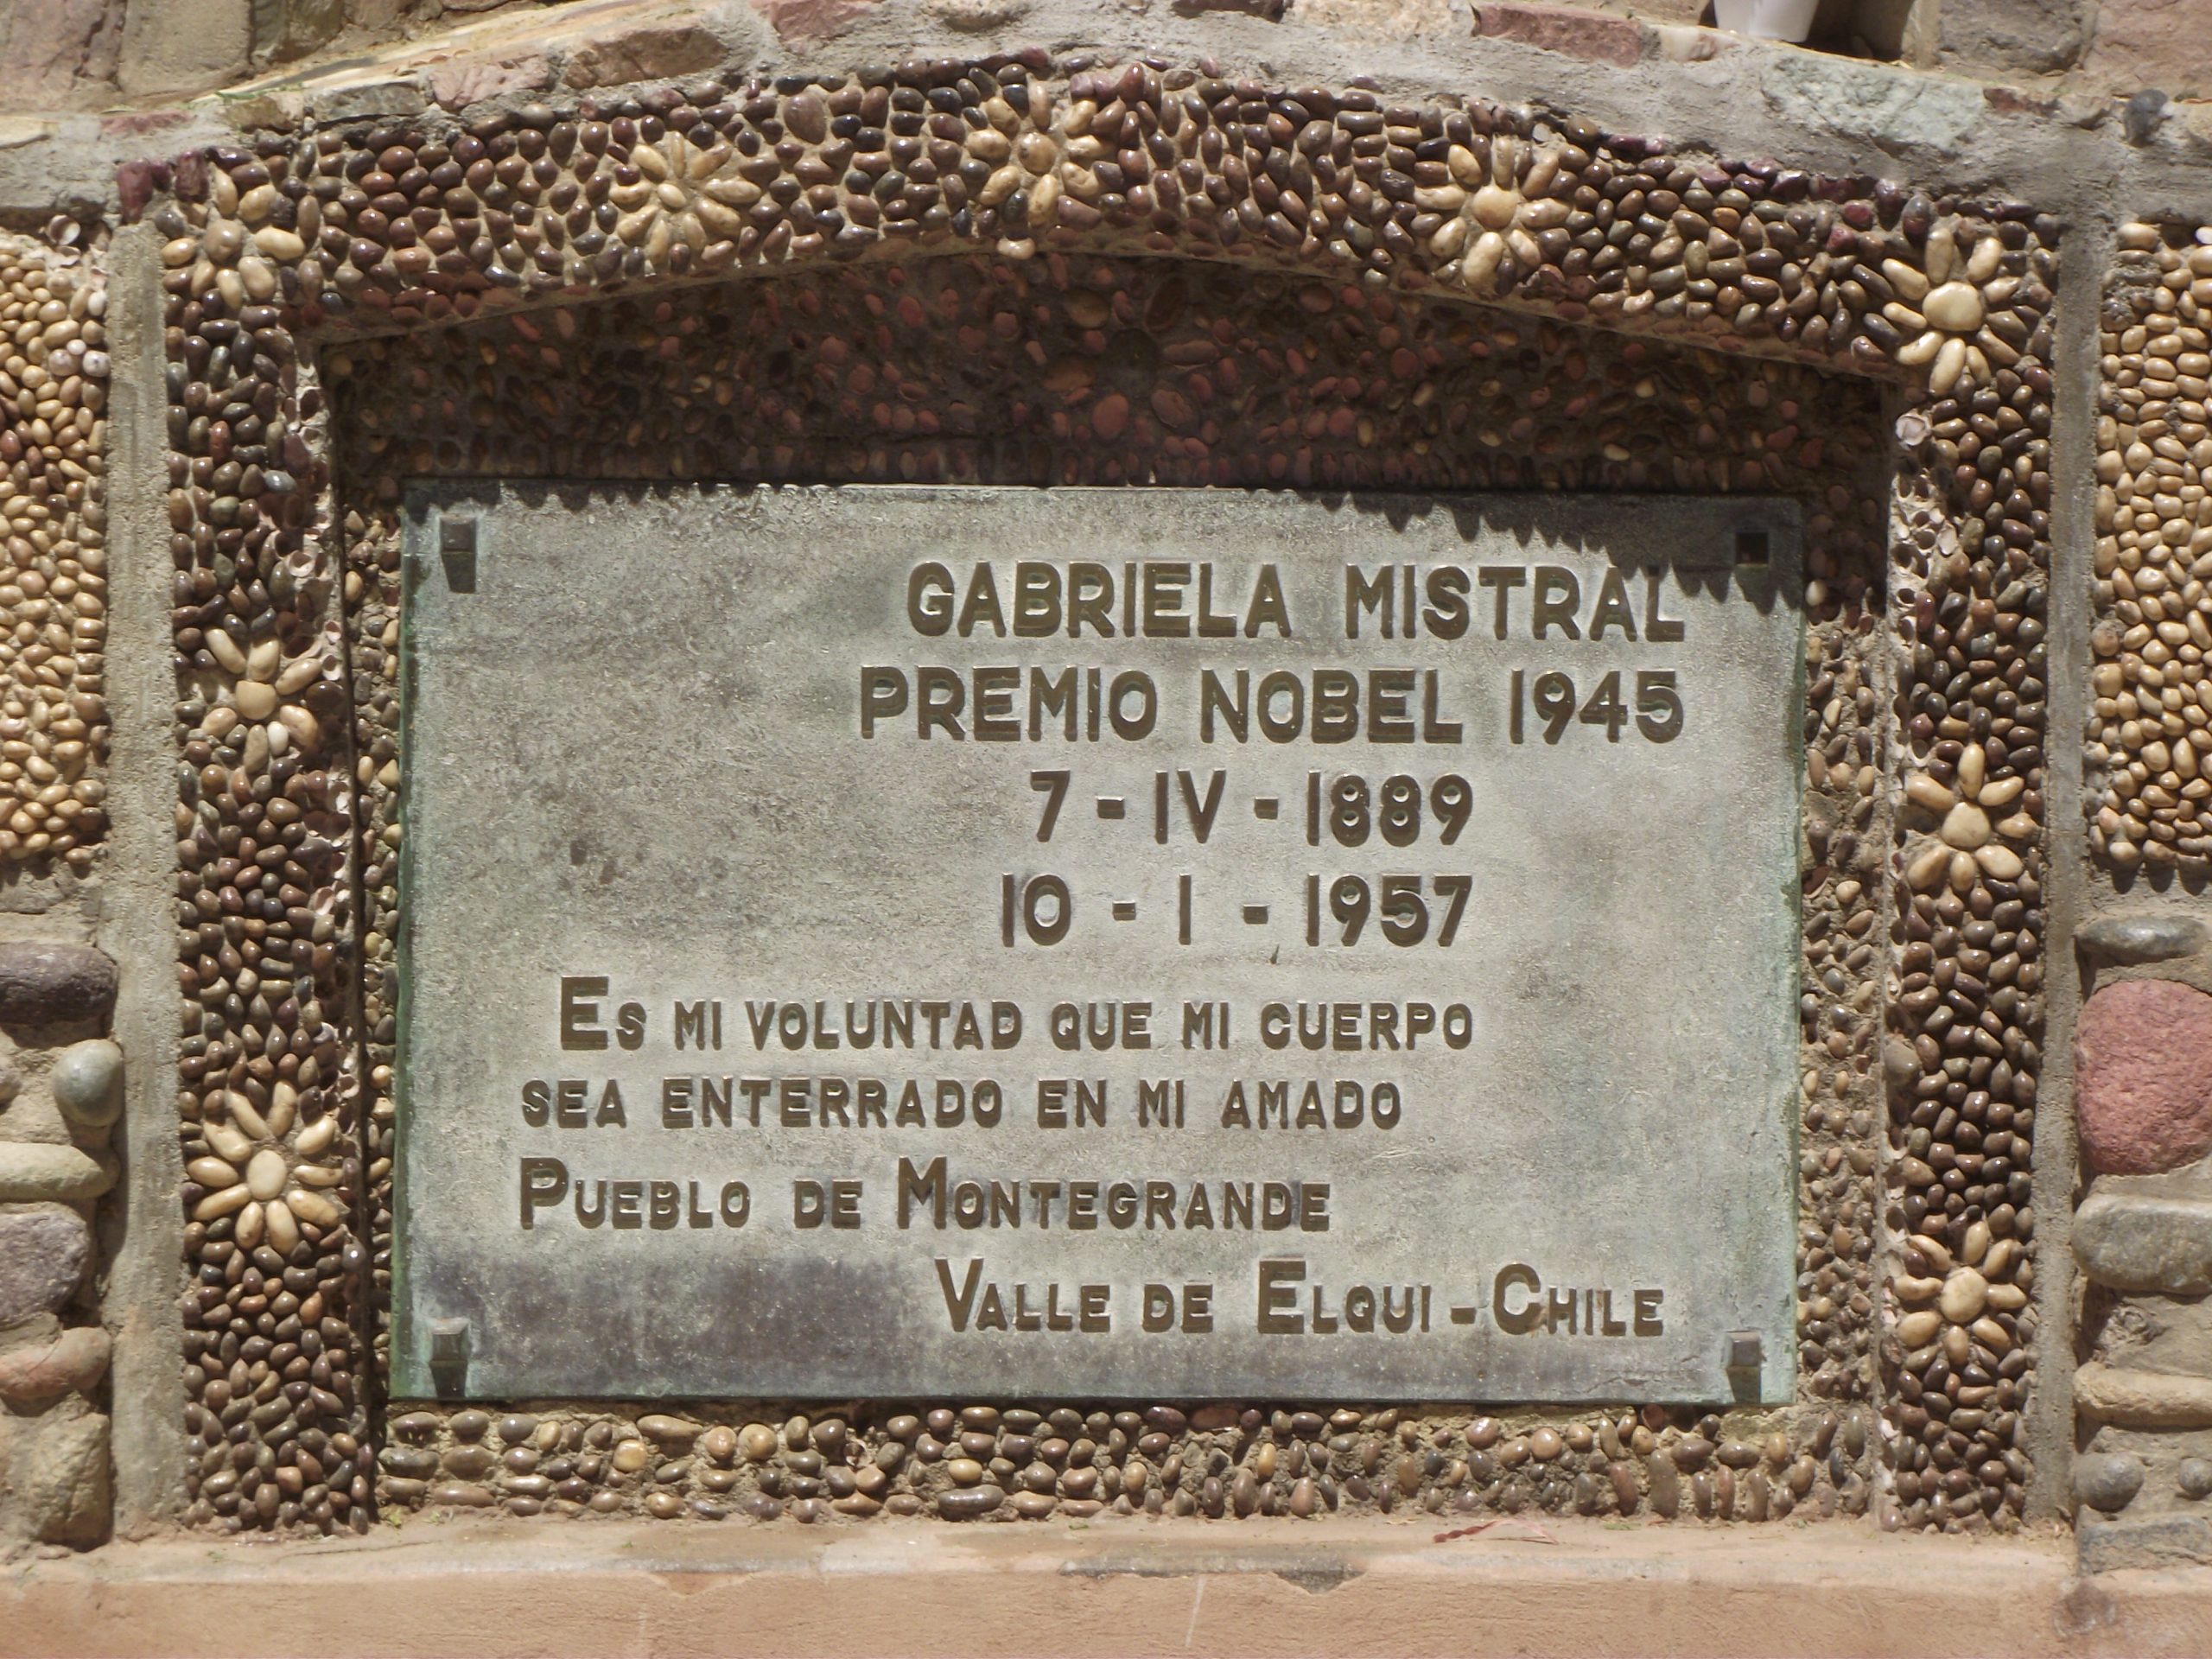 GABRIELA MISTRAL
PREMIO NOBEL 1945
7 - IV - 1889
10 - I - 1957
ES MI VOLUNTAD QUE MI CUERPO
SEA ENTERRADO EN MI AMADO
PUEBLO DE MONTEGRANDE
VALLE DE ELQUI - CHILE